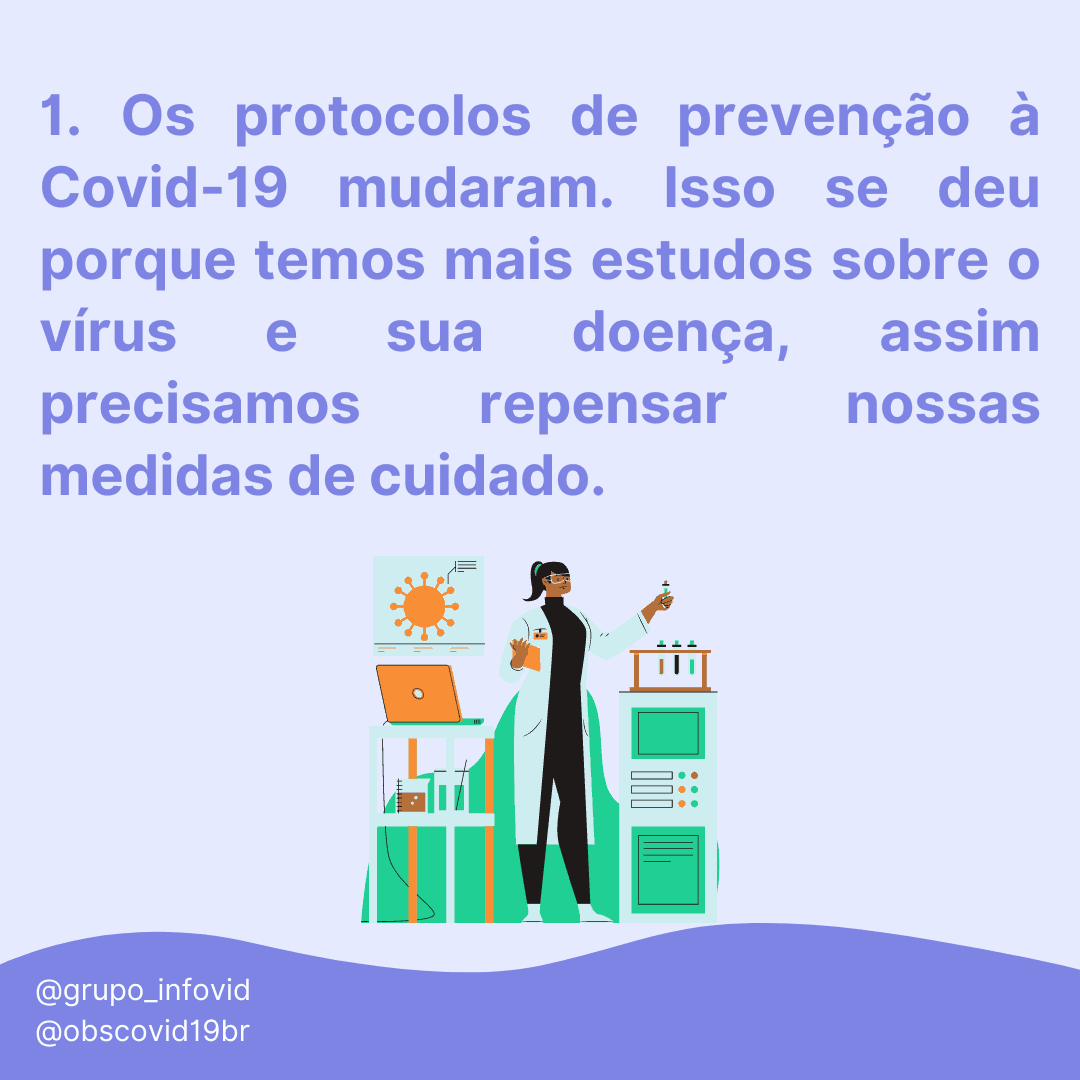 1. Os protocolos de prevenção à
Covid-19 mudaram. Isso se deu
porque temos mais estudos sobre o
vírus e sua doença, assim
precisamos repensar nossas
medidas de cuidado.
@grupo_infovid
@obscovid19br